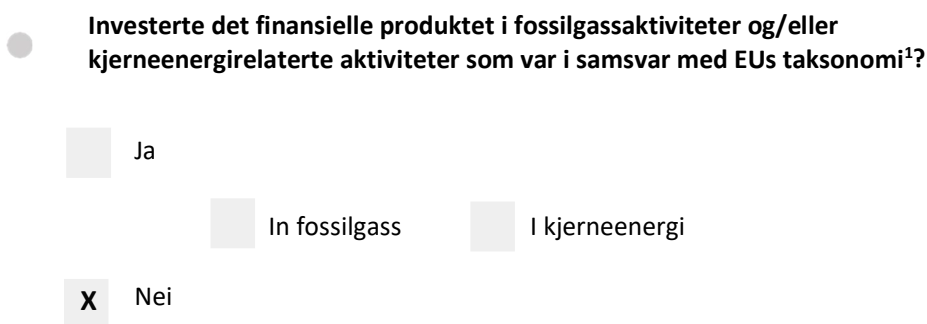 Investerte det finansielle produktet i fossilgassaktiviteter og/eller
kjerneenergirelaterte aktiviteter som var i samsvar med EUs taksonomi¹?
Ja
In fossilgass I kjerneenergi
X Nei